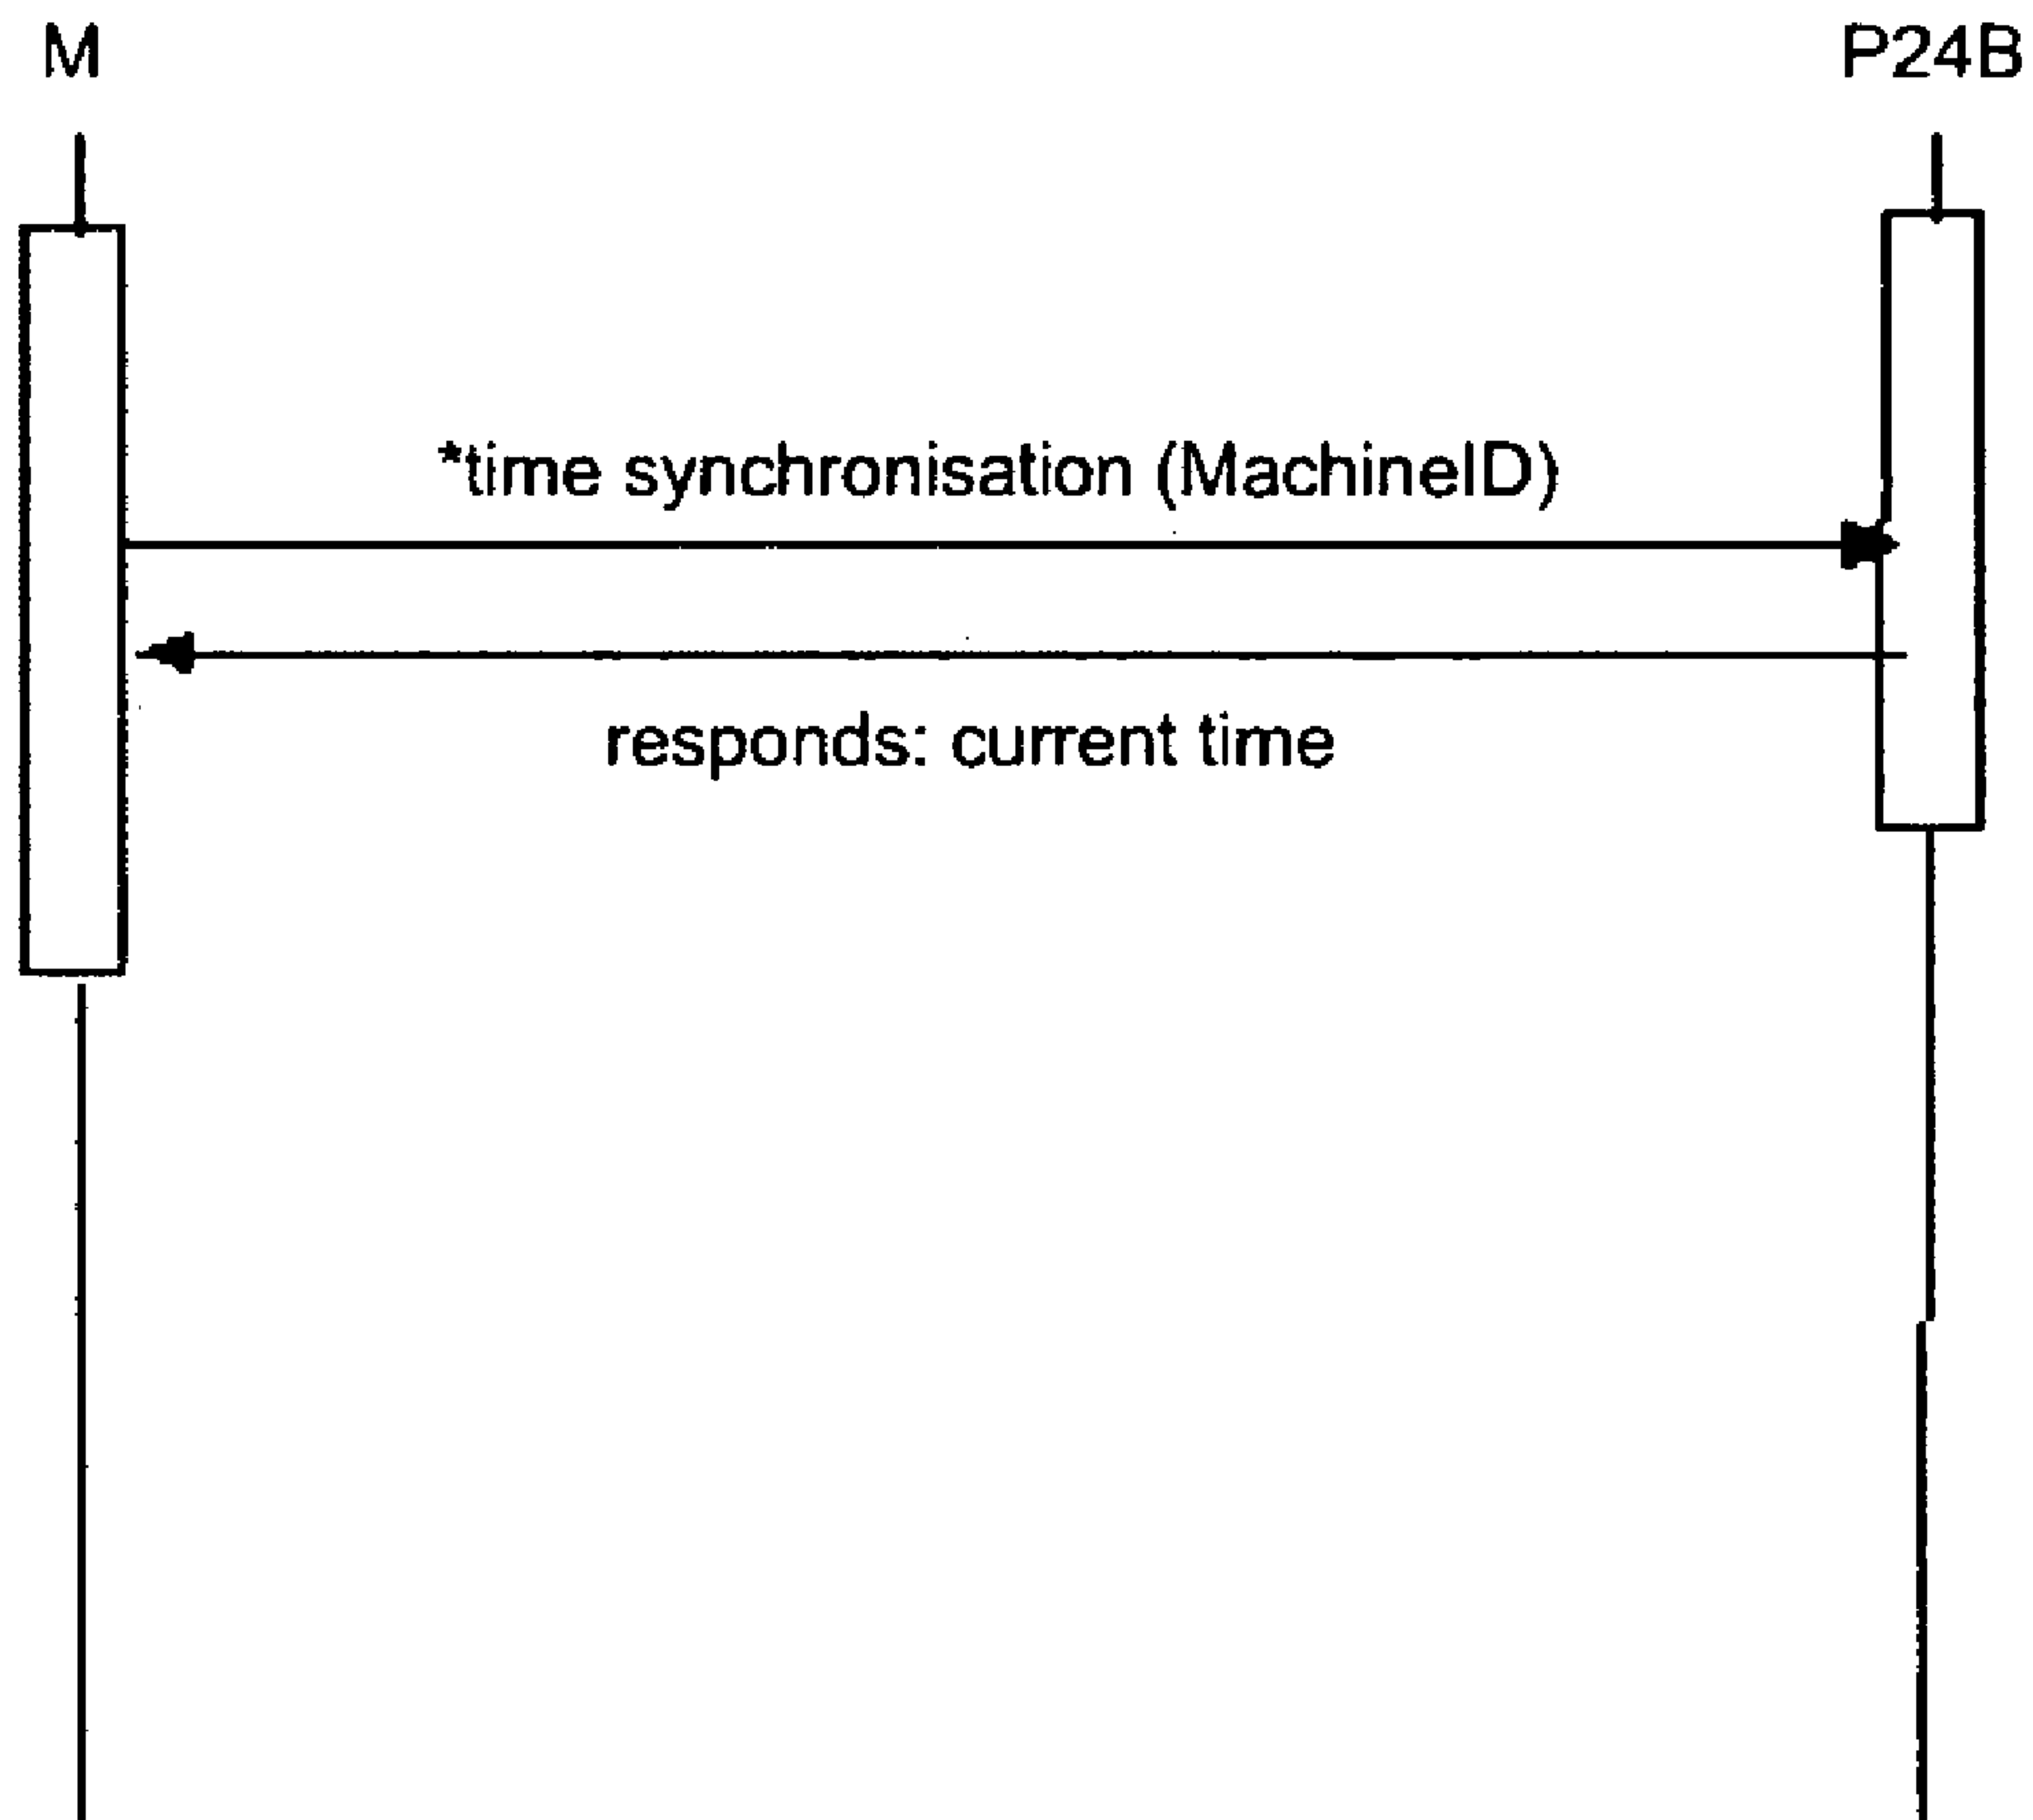 M
P24B
*time synchronisation (MachineID)
responds: current time